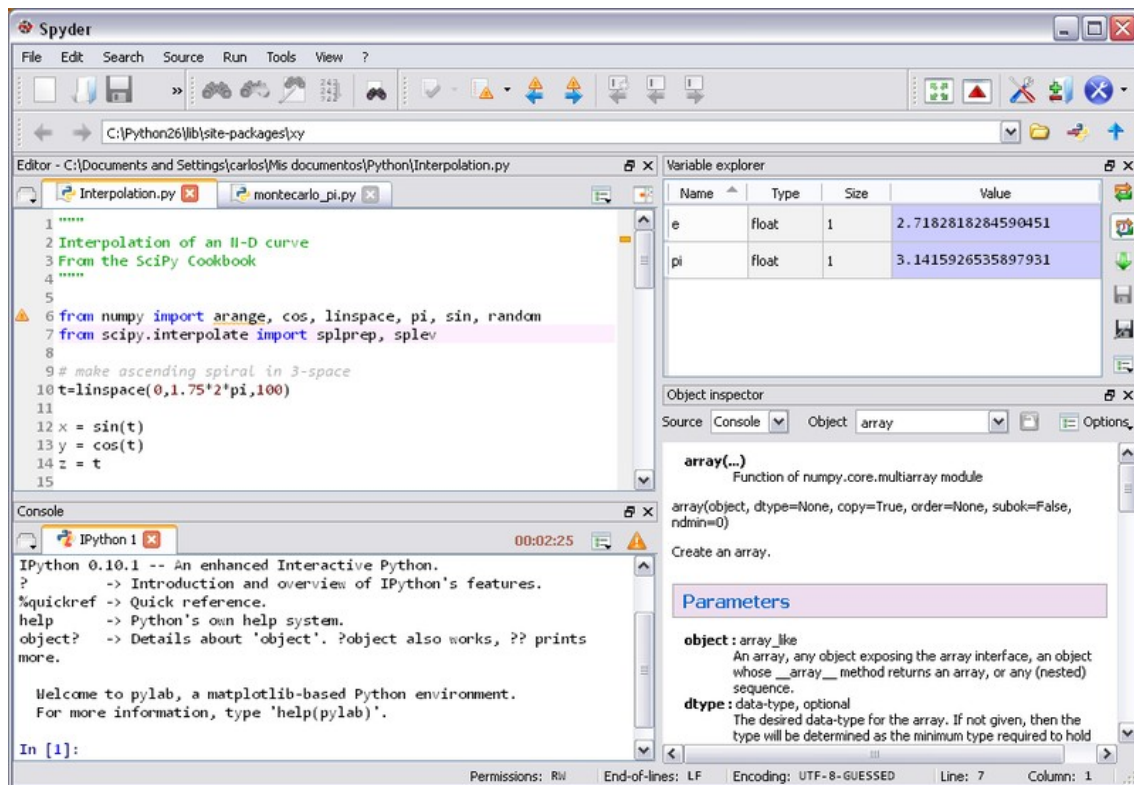 Spyder
File Edit Search Source Run Tools View ?
C:\Python26\lib\site-packages\xy
Editor - C:\Documents and Settings\carlos\Mis documentos\Python\Interpolation.py
Interpolation.py montecarlo_pi.py
1 """
2 Interpolation of an N-D curve
3 From the SciPy Cookbook
4 """
5
6 from numpy import arange, cos, linspace, pi, sin, random
7 from scipy.interpolate import splprep, splev
8
9 # make ascending spiral in 3-space
10 t=linspace(0,1.75*2*pi,100)
11
12 x = sin(t)
13 y = cos(t)
14 z = t
15
Console
IPython 1 00:02:25
IPython 0.10.1 -- An enhanced Interactive Python.
? -> Introduction and overview of IPython's features.
%quickref -> Quick reference.
help -> Python's own help system.
object? -> Details about 'object'. ?object also works, ?? prints
more.
Welcome to pylab, a matplotlib-based Python environment.
For more information, type 'help(pylab)'.
In [1]:
Variable explorer
Name Type Size Value
e float 1 2.7182818284590451
pi float 1 3.1415926535897931
Object inspector
Source Console Object array Options
array(...)
Function of numpy.core.multiarray module
array(object, dtype=None, copy=True, order=None, subok=False,
ndmin=0)
Create an array.
Parameters
object : array_like
An array, any object exposing the array interface, an object
whose __array__ method returns an array, or any (nested)
sequence.
dtype : data-type, optional
The desired data-type for the array. If not given, then the
type will be determined as the minimum type required to hold
Permissions: RW End-of-lines: LF Encoding: UTF-8-GUESSED Line: 7 Column: 1